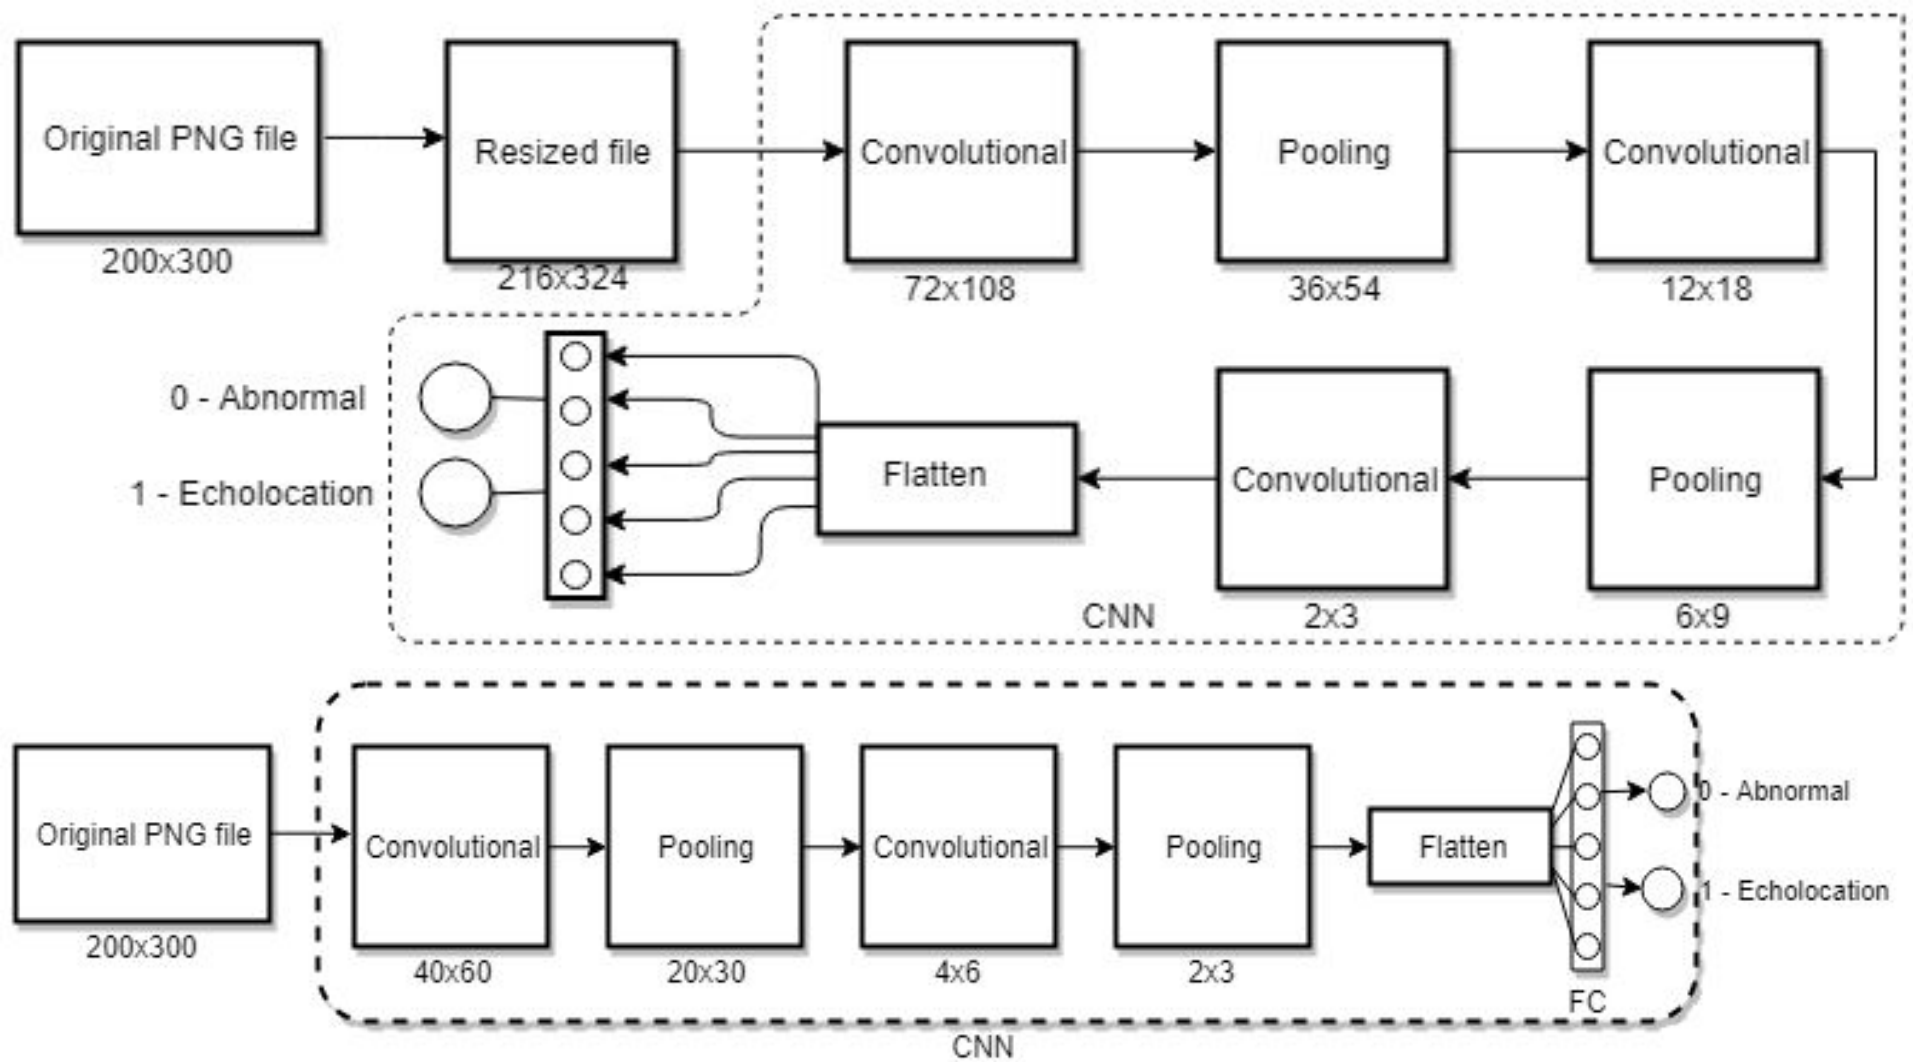 Original PNG file
200x300
Resized file
216x324
Convolutional
72x108
Pooling
36x54
Convolutional
12x18
Pooling
6x9
Convolutional
2x3
Flatten
0 - Abnormal
1 - Echolocation
CNN
Original PNG file
200x300
Convolutional
40x60
Pooling
20x30
Convolutional
4x6
Pooling
2x3
Flatten
FC
0 - Abnormal
1 - Echolocation
CNN